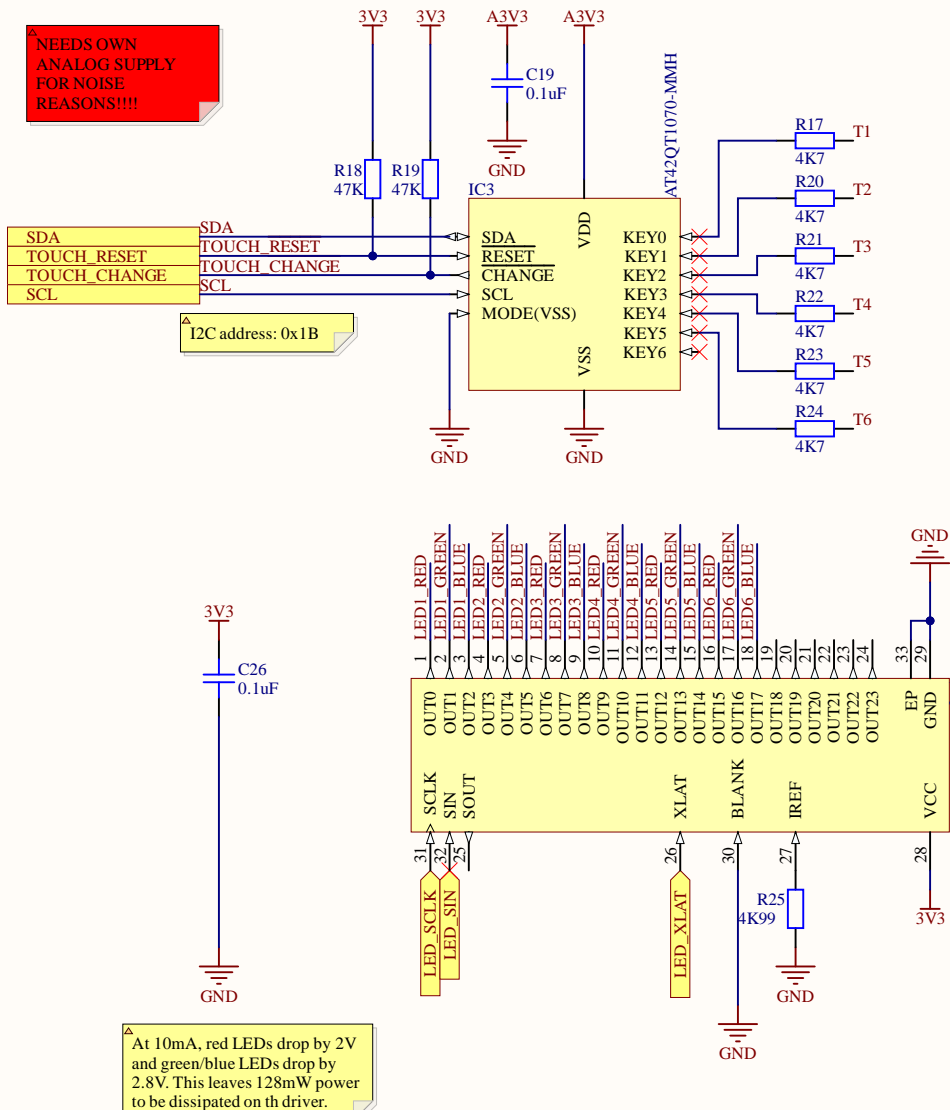 NEEDS OWN
ANALOG SUPPLY
FOR NOISE
REASONS!!!!
3V3
3V3
A3V3
A3V3
C19
0.1uF
GND
R18
47K
R19
47K
IC3
AT42QT1070-MMH
SDA
TOUCH_RESET
TOUCH_CHANGE
SCL
SDA
TOUCH_RESET
TOUCH_CHANGE
SCL
SDA
RESET
CHANGE
SCL
MODE(VSS)
VDD
VSS
KEY0
KEY1
KEY2
KEY3
KEY4
KEY5
KEY6
R17
4K7
T1
R20
4K7
T2
R21
4K7
T3
R22
4K7
T4
R23
4K7
T5
R24
4K7
T6
I2C address: 0x1B
GND
GND
3V3
C26
0.1uF
GND
LED1_RED
LED1_GREEN
LED1_BLUE
LED2_RED
LED2_GREEN
LED2_BLUE
LED3_RED
LED3_GREEN
LED3_BLUE
LED4_RED
LED4_GREEN
LED4_BLUE
LED5_RED
LED5_GREEN
LED5_BLUE
LED6_RED
LED6_GREEN
LED6_BLUE
GND
1
2
3
4
5
6
7
8
9
10
11
12
13
14
15
16
17
18
19
20
21
22
23
24
33
29
OUT0
OUT1
OUT2
OUT3
OUT4
OUT5
OUT6
OUT7
OUT8
OUT9
OUT10
OUT11
OUT12
OUT13
OUT14
OUT15
OUT16
OUT17
OUT18
OUT19
OUT20
OUT21
OUT22
OUT23
EP
GND
SCLK
SIN
SOUT
XLAT
BLANK
IREF
VCC
31
32
25
26
30
27
28
LED_SCLK
LED_SIN
LED_XLAT
R25
4K99
3V3
GND
GND
At 10mA, red LEDs drop by 2V
and green/blue LEDs drop by
2.8V. This leaves 128mW power
to be dissipated on th driver.